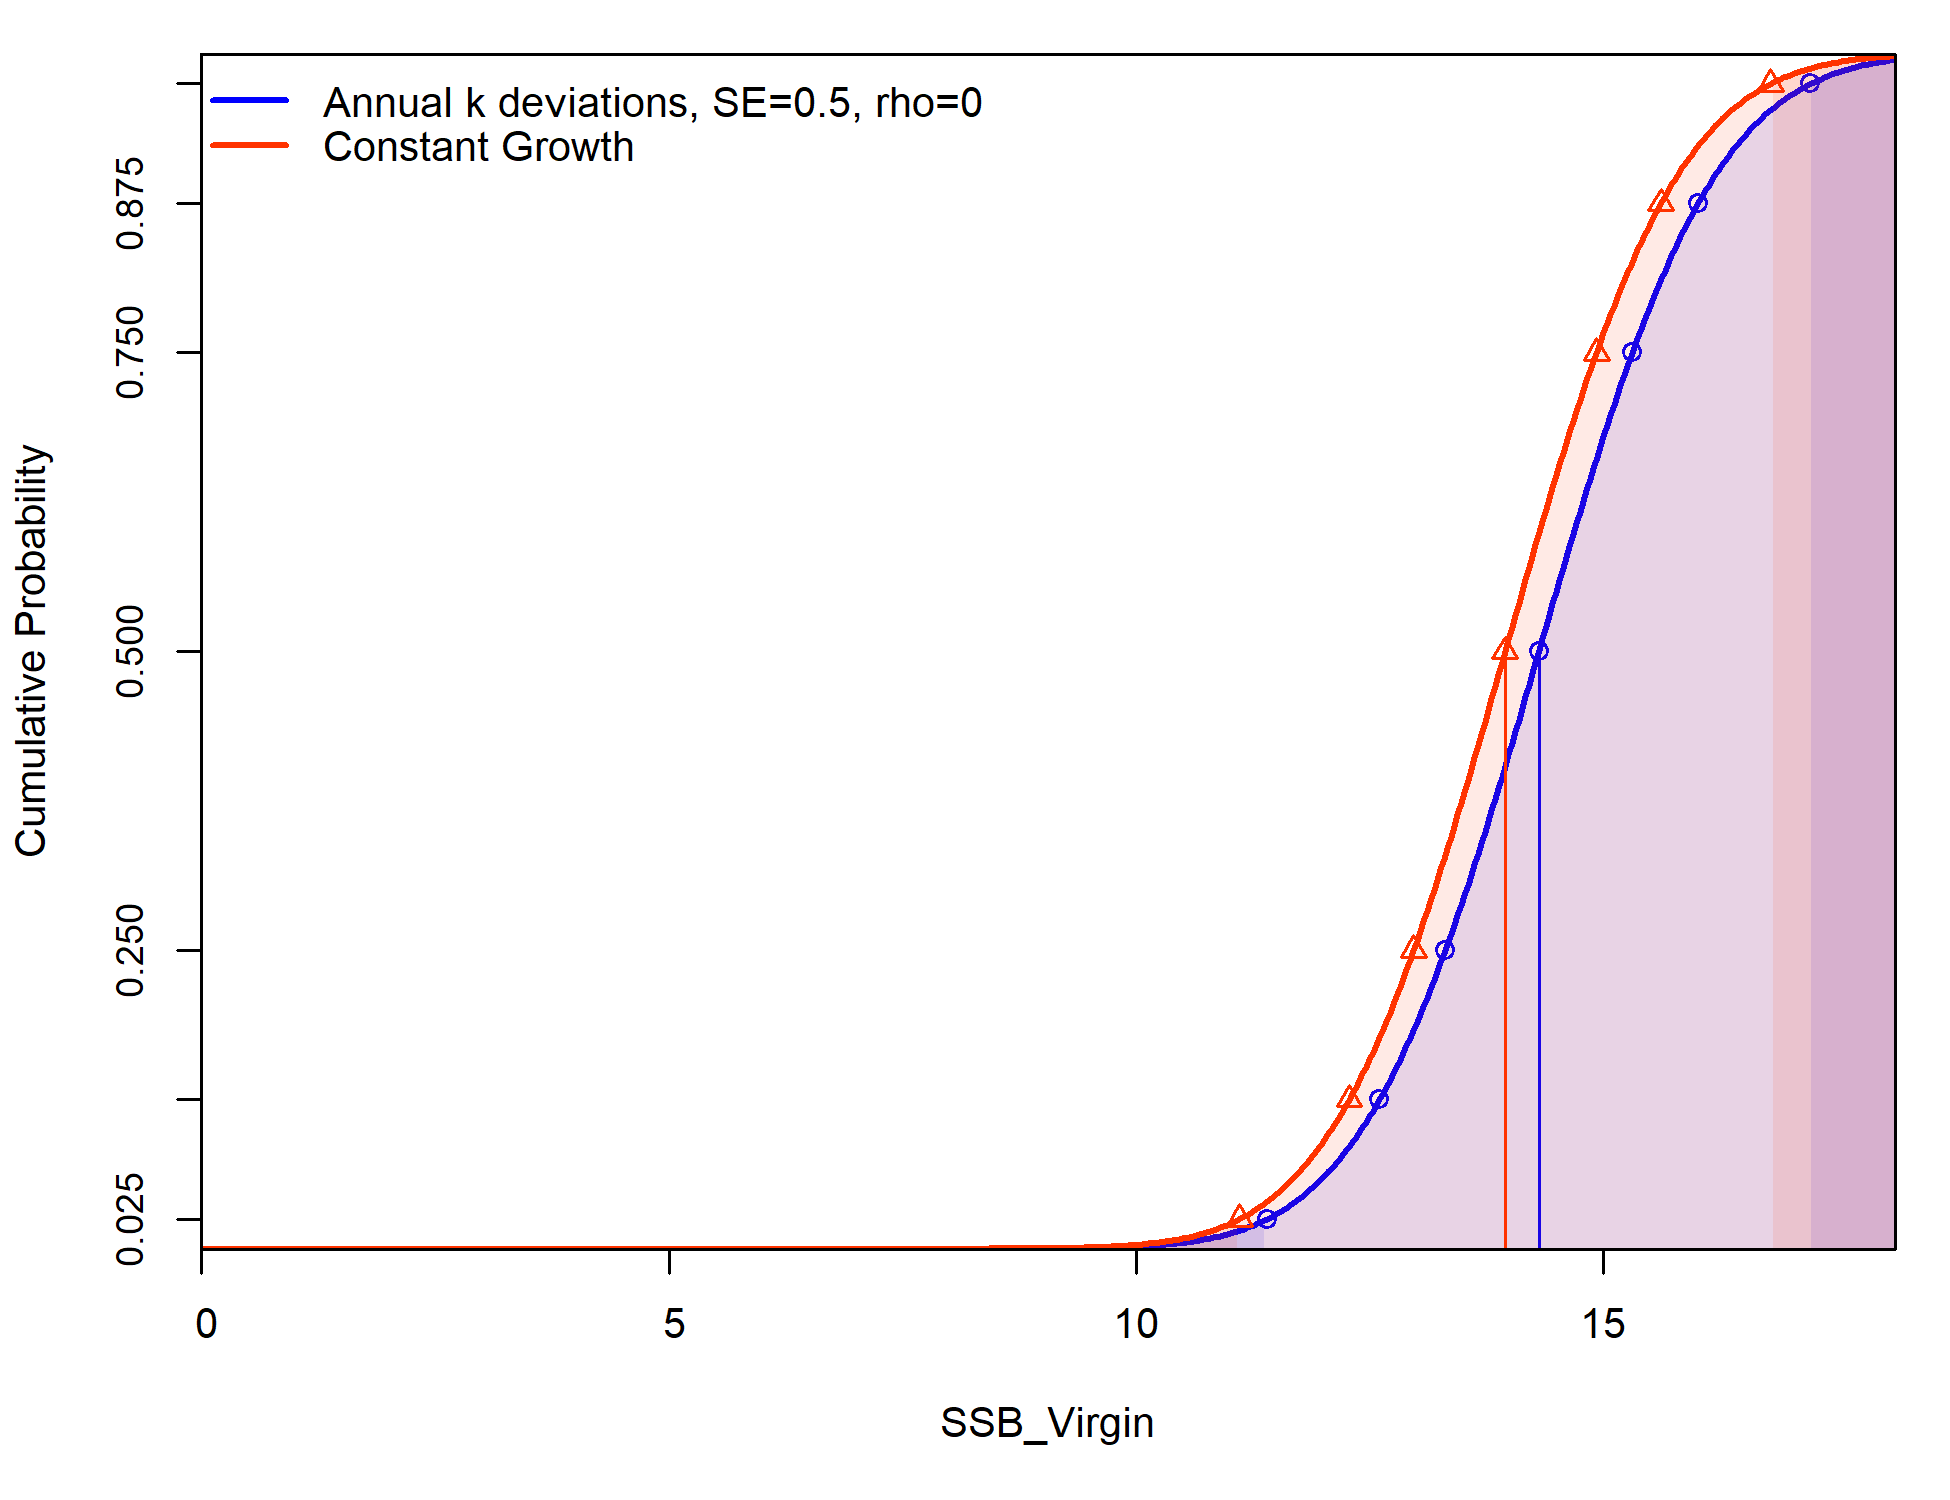 Annual k deviations, SE=0.5, rho=0
Constant Growth
Cumulative Probability
0.875
0.750
0.500
0.250
0.025
0 5 10 15
SSB_Virgin